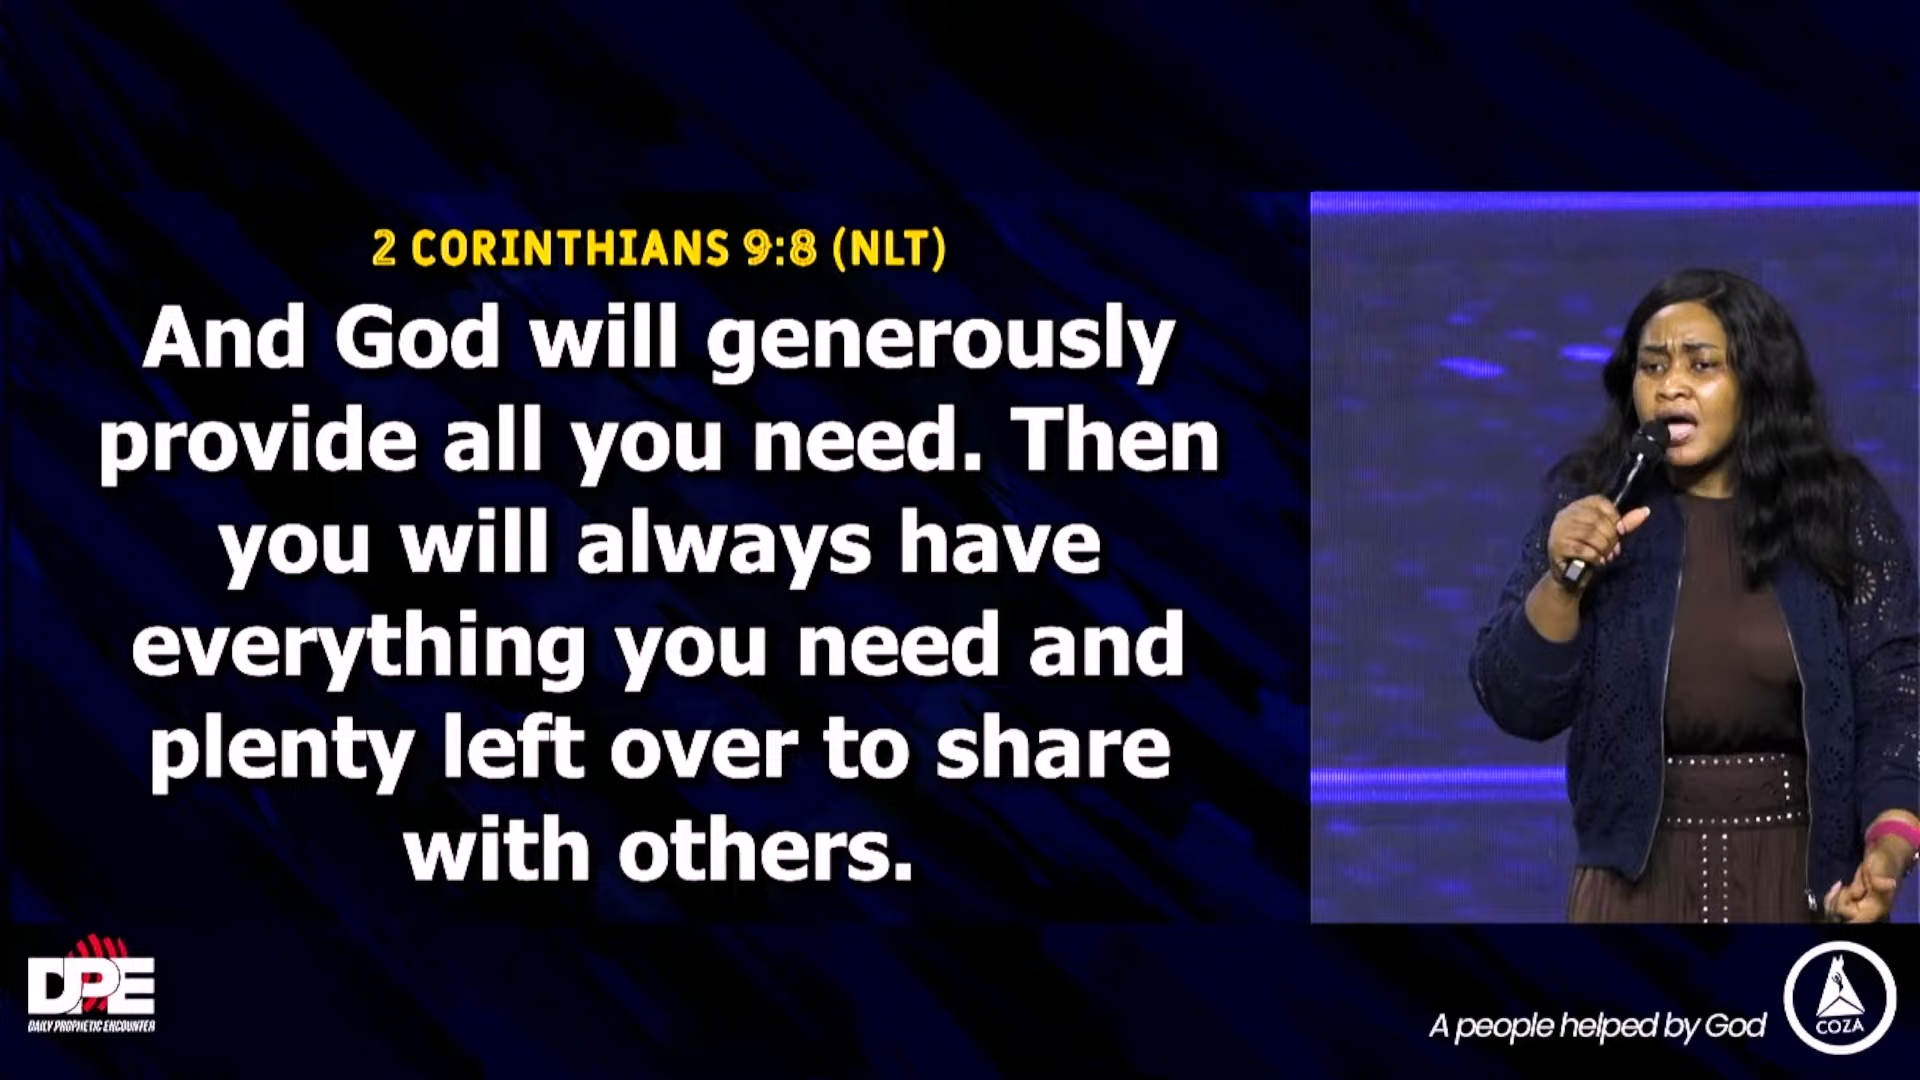 2 CORINTHIANS 9:8 (NLT)
And God will generously
provide all you need. Then
you will always have
everything you need and
plenty left over to share
with others.
DPE
DAILY PROPHETIC ENCOUNTER
A people helped by God
COZA